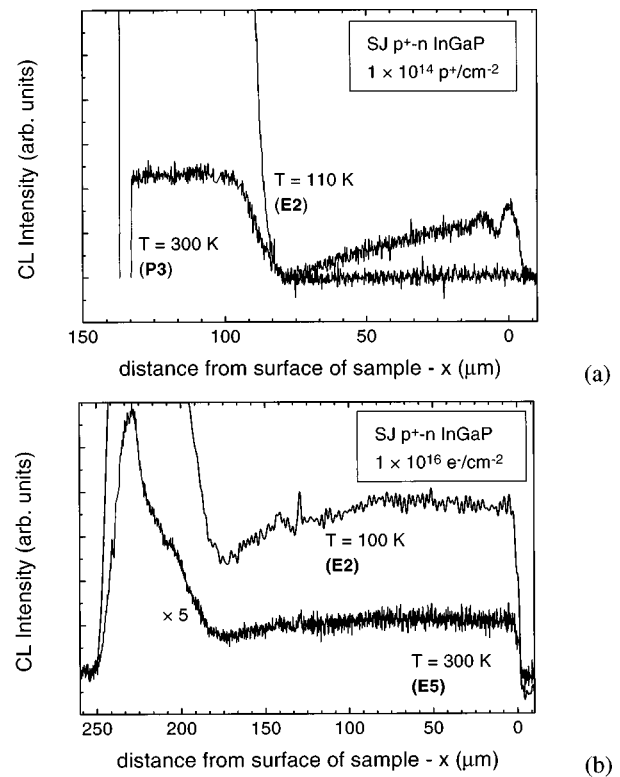 CL Intensity (arb. units)
SJ p+-n InGaP
1 × 10¹⁴ p⁺/cm⁻²
T = 110 K
(E2)
T = 300 K
(P3)
150 100 50 0
distance from surface of sample - x (μm)
(a)
CL Intensity (arb. units)
SJ p+-n InGaP
1 × 10¹⁶ e⁻/cm⁻²
T = 100 K
(E2)
× 5
T = 300 K
(E5)
250 200 150 100 50 0
distance from surface of sample - x (μm)
(b)